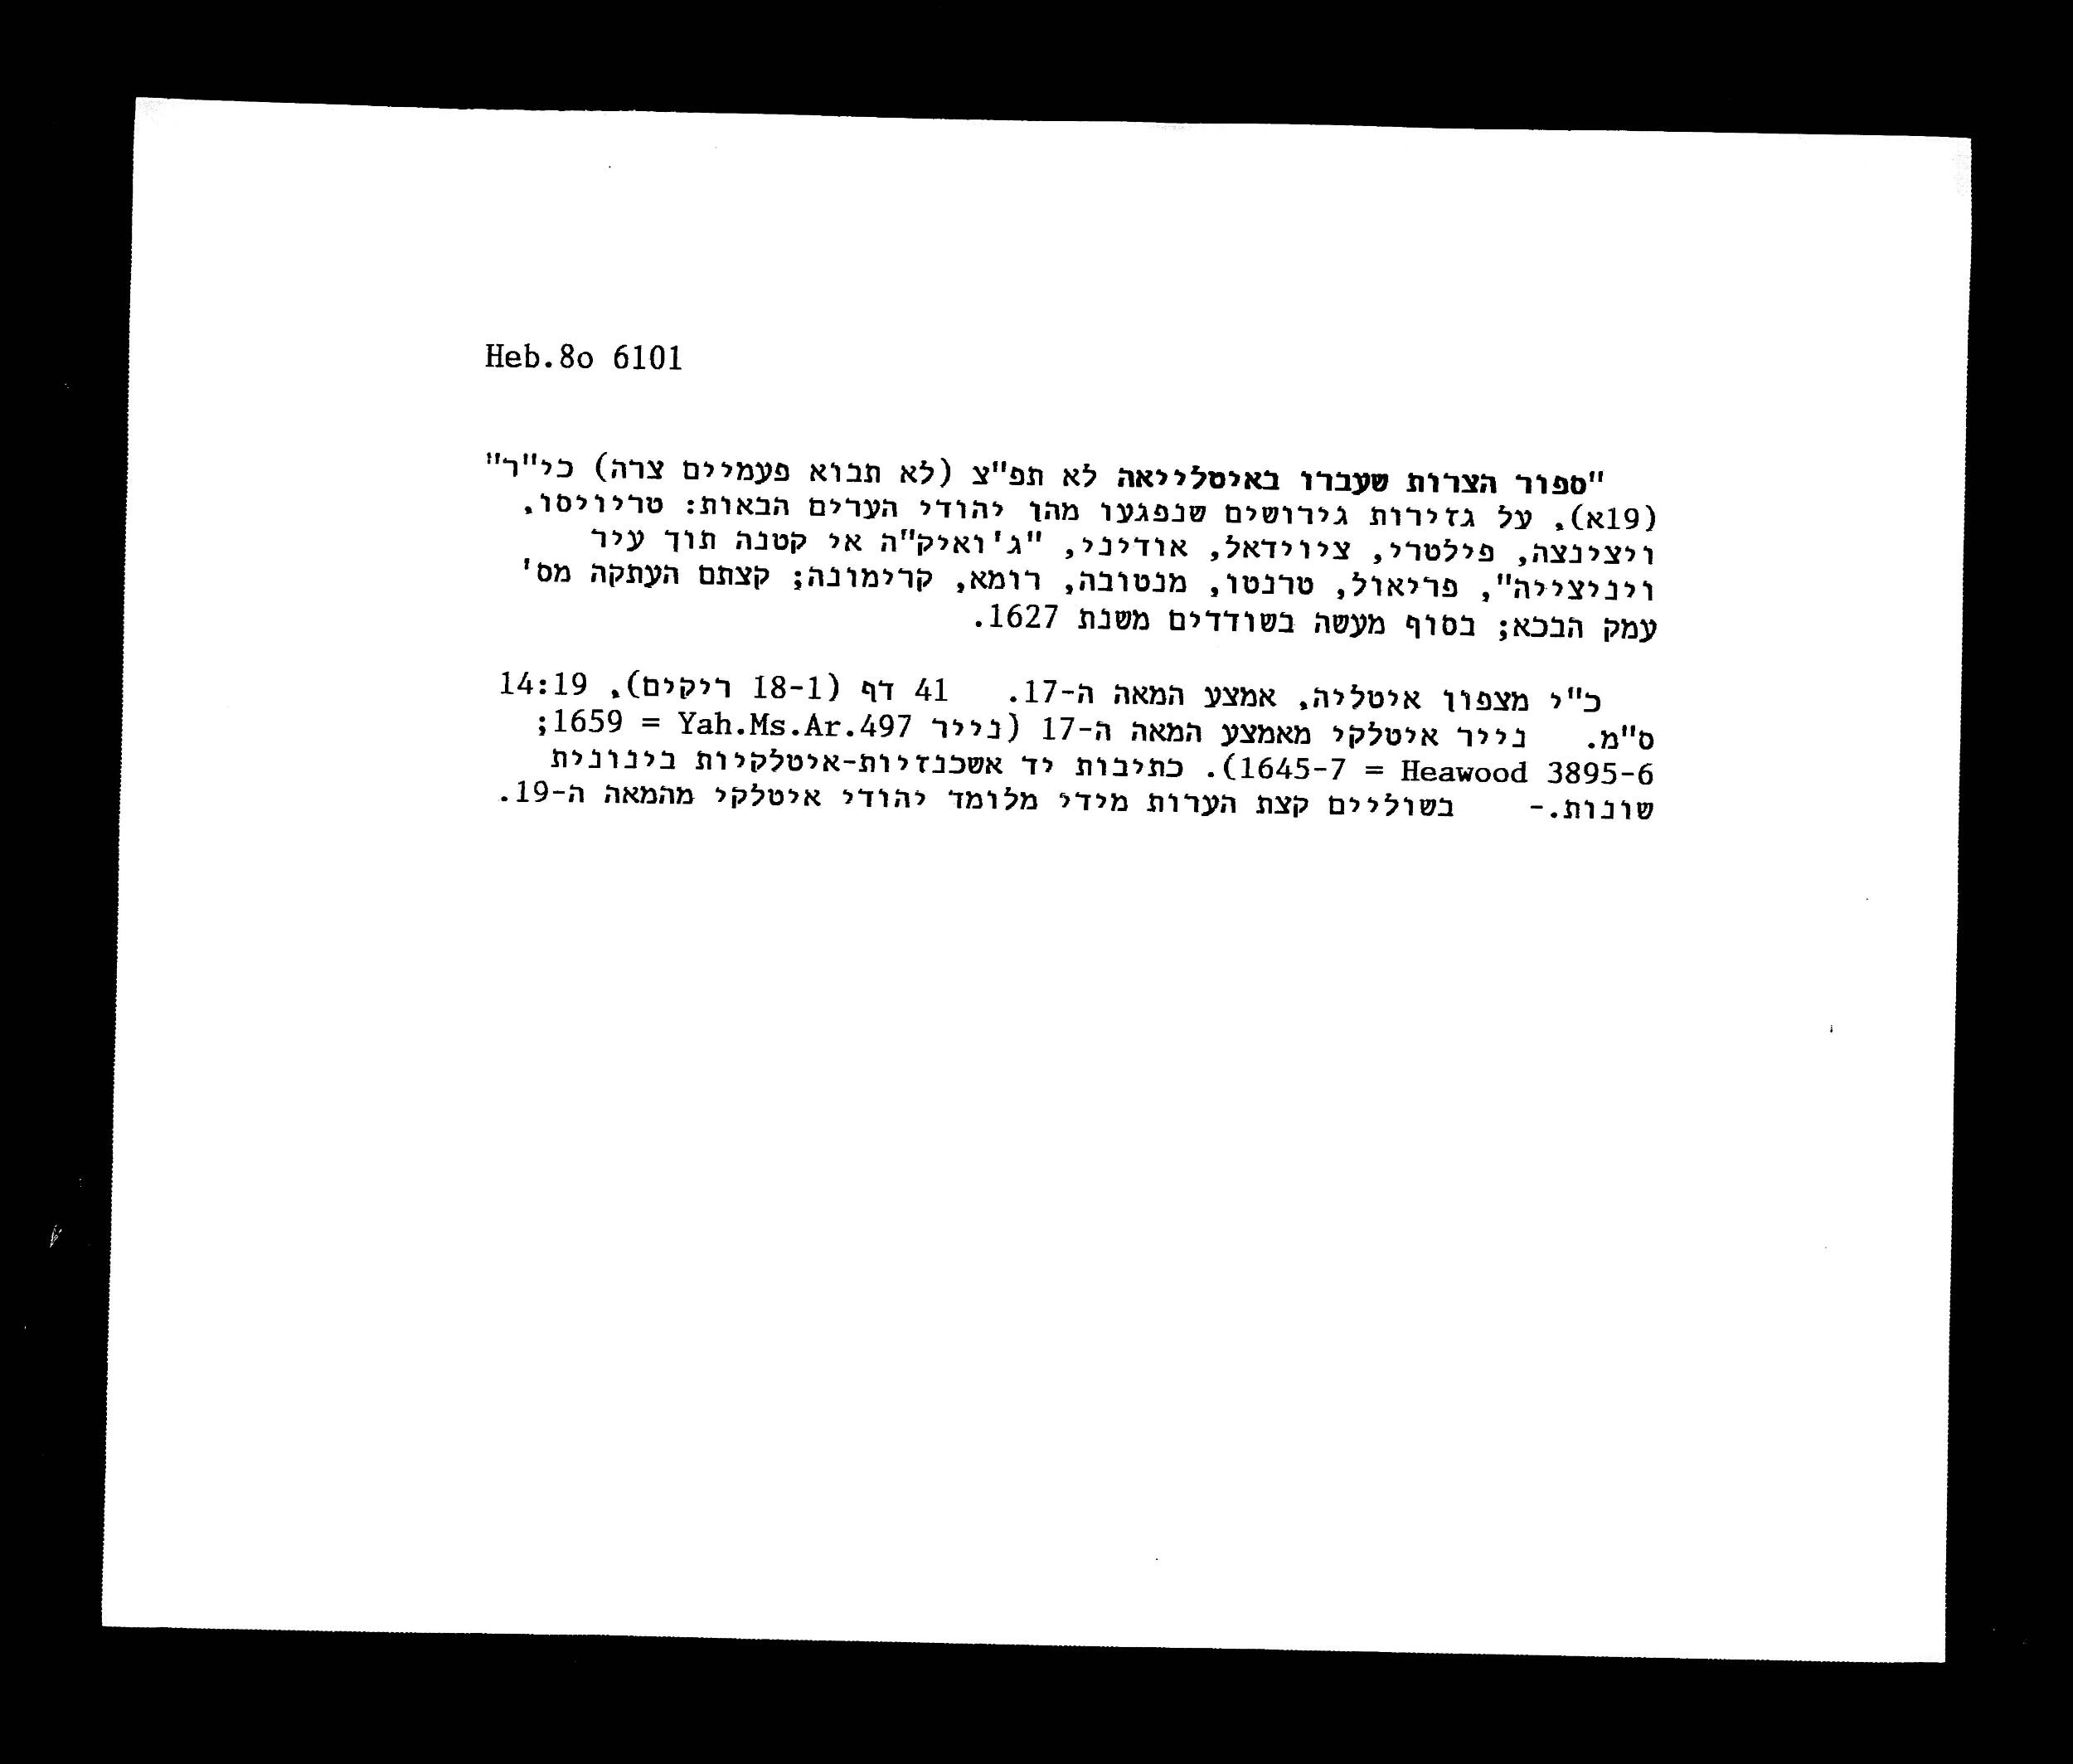 Heb.8o 6101
"ספור הצרות שעברו באיטלייאה לא תפ"צ (לא תבוא פעמיים צרה) כי"ר"
(19א), על גזירות גירושים שנפגעו מהן יהודי הערים הבאות: טריויסו,
ויצינצה, פילטרי, ציוידאל, אודיני, "ג'ואיק"ה אי קטנה תוך עיר
ויניצייה", פריאול, טרנטו, מנטובה, רומא, קרימונה; קצתם העתקה מס'
עמק הבכא; בסוף מעשה בשודדים משנת 1627.
כ"י מצפון איטליה, אמצע המאה ה-17. 41 דף (1-18 ריקים), 14:19
ס"מ. נייר איטלקי מאמצע המאה ה-17 (נייר Yah.Ms.Ar.497 = 1659;
Heawood 3895-6 = 1645-7). כתיבות יד אשכנזיות-איטלקיות בינונית
שונות.- בשוליים קצת הערות מידי מלומד יהודי איטלקי מהמאה ה-19.